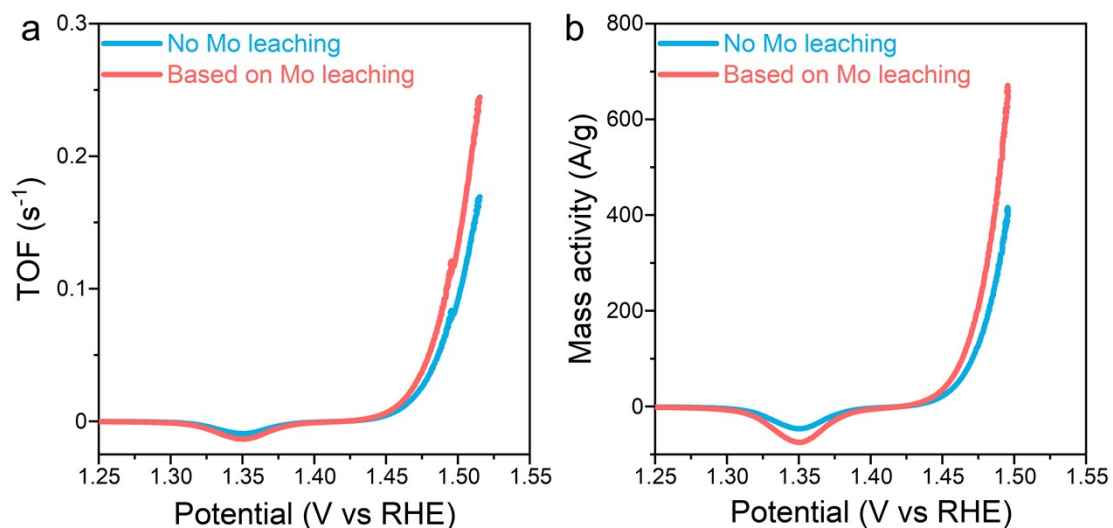 a
No Mo leaching
Based on Mo leaching
TOF (s⁻¹)
0.3
0.2
0.1
0
1.25
1.30
1.35
1.40
1.45
1.50
1.55
Potential (V vs RHE)
b
No Mo leaching
Based on Mo leaching
Mass activity (A/g)
800
600
400
200
0
1.25
1.30
1.35
1.40
1.45
1.50
1.55
Potential (V vs RHE)